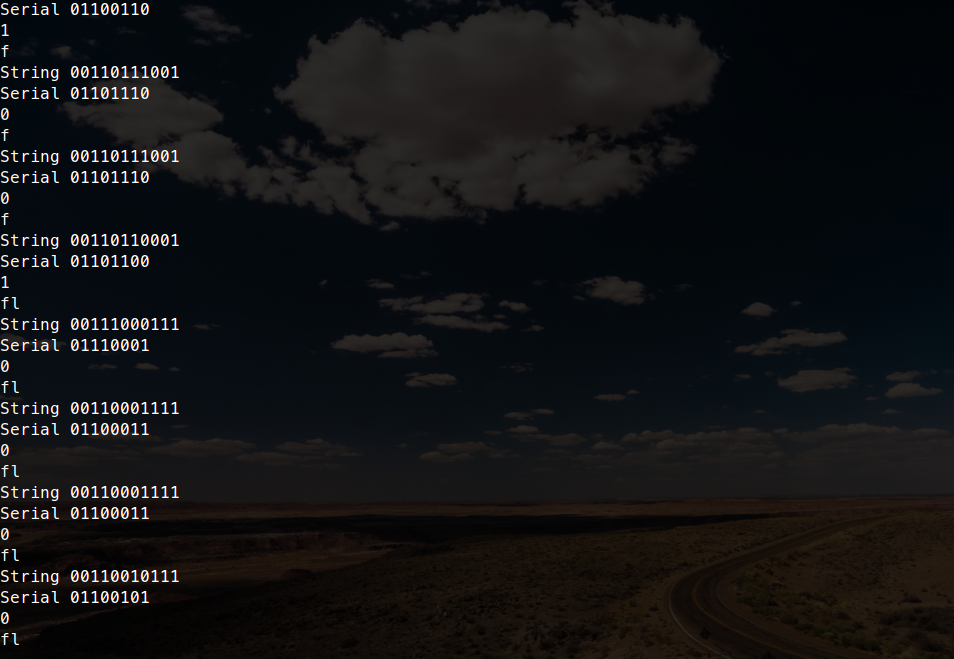 Serial 01100110
1
f
String 00110111001
Serial 01101110
0
f
String 00110111001
Serial 01101110
0
f
String 00110110001
Serial 01101100
1
fl
String 00111000111
Serial 01110001
0
fl
String 00110001111
Serial 01100011
0
fl
String 00110001111
Serial 01100011
0
fl
String 00110010111
Serial 01100101
0
fl